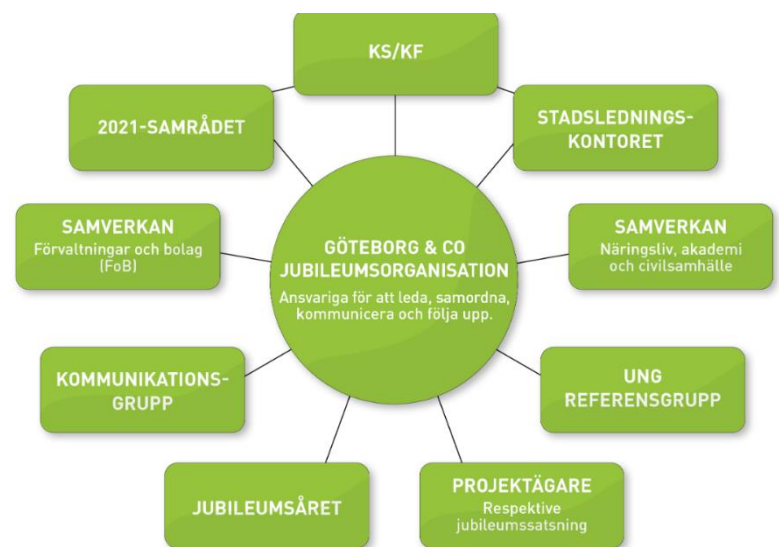 KS/KF
2021-SAMRÅDET
STADSLEDNINGS-
KONTORET
SAMVERKAN
Förvaltningar och bolag
(FoB)
GÖTEBORG & CO
JUBILEUMSORGANISATION
Ansvariga för att leda, samordna,
kommunicera och följa upp.
SAMVERKAN
Näringsliv, akademi
och civilsamhälle
KOMMUNIKATIONS-
GRUPP
UNG
REFERENSGRUPP
JUBILEUMSÅRET
PROJEKTÄGARE
Respektive
jubileumssatsning